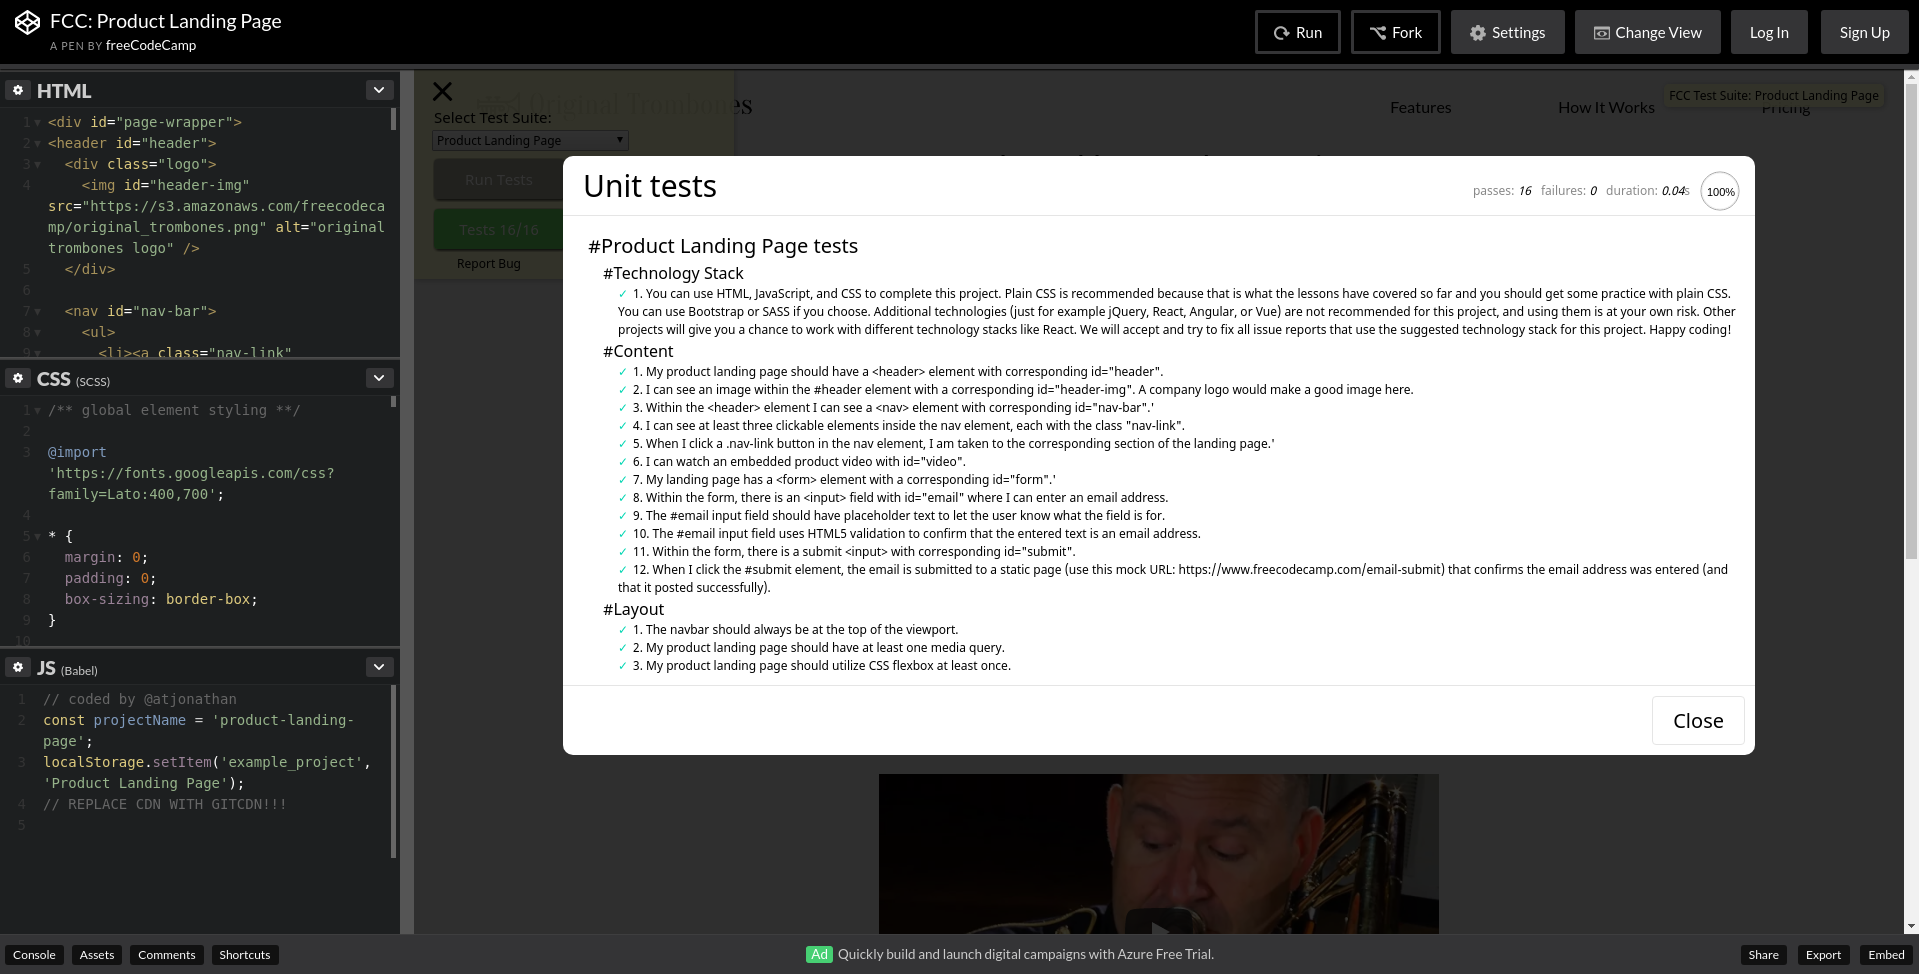 FCC: Product Landing Page
A PEN BY freeCodeCamp
Run
Fork
Settings
Change View
Log In
Sign Up
HTML
1 <div id="page-wrapper">
2 <header id="header">
3 <div class="logo">
4 <img id="header-img"
src="https://s3.amazonaws.com/freecodeca
mp/original_trombones.png" alt="original
trombones logo" />
5 </div>
6
7 <nav id="nav-bar">
8 <ul>
9 <li><a class="nav-link"
CSS (SCSS)
1 /** global element styling **/
2
3 @import
'https://fonts.googleapis.com/css?
family=Lato:400,700';
4
5 * {
6 margin: 0;
7 padding: 0;
8 box-sizing: border-box;
9 }
10
JS (Babel)
1 // coded by @atjonathan
2 const projectName = 'product-landing-
page';
3 localStorage.setItem('example_project',
'Product Landing Page');
4 // REPLACE CDN WITH GITCDN!!!
5
Original Trombones
Features
How It Works
Pricing
FCC Test Suite: Product Landing Page
Select Test Suite:
Product Landing Page
Run Tests
Tests 16/16
Report Bug
Unit tests
passes: 16 failures: 0 duration: 0.04s 100%
#Product Landing Page tests
#Technology Stack
✓ 1. You can use HTML, JavaScript, and CSS to complete this project. Plain CSS is recommended because that is what the lessons have covered so far and you should get some practice with plain CSS.
You can use Bootstrap or SASS if you choose. Additional technologies (just for example jQuery, React, Angular, or Vue) are not recommended for this project, and using them is at your own risk. Other
projects will give you a chance to work with different technology stacks like React. We will accept and try to fix all issue reports that use the suggested technology stack for this project. Happy coding!
#Content
✓ 1. My product landing page should have a <header> element with corresponding id="header".
✓ 2. I can see an image within the #header element with a corresponding id="header-img". A company logo would make a good image here.
✓ 3. Within the <header> element I can see a <nav> element with corresponding id="nav-bar".'
✓ 4. I can see at least three clickable elements inside the nav element, each with the class "nav-link".
✓ 5. When I click a .nav-link button in the nav element, I am taken to the corresponding section of the landing page.'
✓ 6. I can watch an embedded product video with id="video".
✓ 7. My landing page has a <form> element with a corresponding id="form".'
✓ 8. Within the form, there is an <input> field with id="email" where I can enter an email address.
✓ 9. The #email input field should have placeholder text to let the user know what the field is for.
✓ 10. The #email input field uses HTML5 validation to confirm that the entered text is an email address.
✓ 11. Within the form, there is a submit <input> with corresponding id="submit".
✓ 12. When I click the #submit element, the email is submitted to a static page (use this mock URL: https://www.freecodecamp.com/email-submit) that confirms the email address was entered (and
that it posted successfully).
#Layout
✓ 1. The navbar should always be at the top of the viewport.
✓ 2. My product landing page should have at least one media query.
✓ 3. My product landing page should utilize CSS flexbox at least once.
Close
Console
Assets
Comments
Shortcuts
Ad Quickly build and launch digital campaigns with Azure Free Trial.
Share
Export
Embed